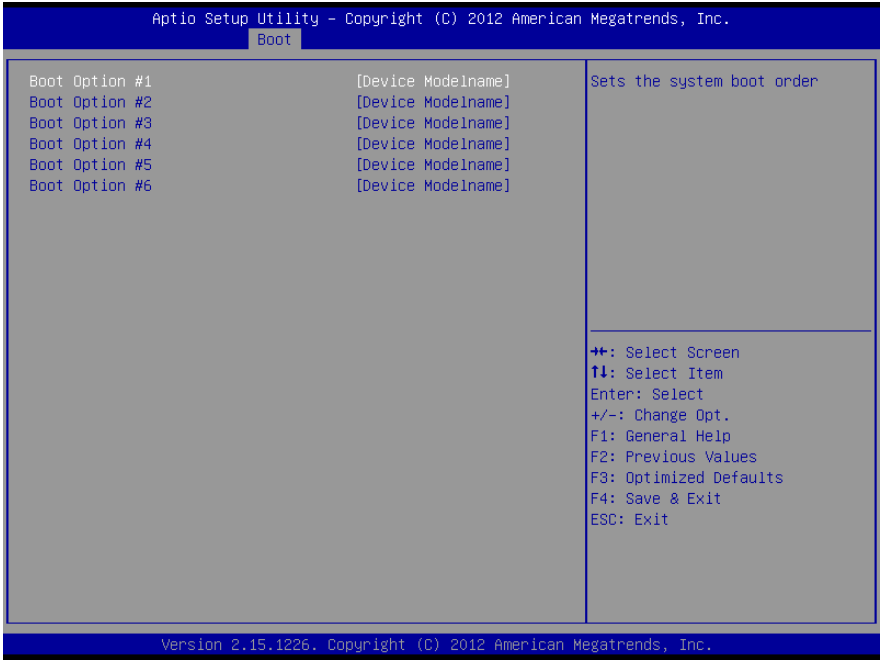 Aptio Setup Utility – Copyright (C) 2012 American Megatrends, Inc.
Boot
Boot Option #1 [Device Modelname]
Boot Option #2 [Device Modelname]
Boot Option #3 [Device Modelname]
Boot Option #4 [Device Modelname]
Boot Option #5 [Device Modelname]
Boot Option #6 [Device Modelname]
Sets the system boot order
→←: Select Screen
↑↓: Select Item
Enter: Select
+/-: Change Opt.
F1: General Help
F2: Previous Values
F3: Optimized Defaults
F4: Save & Exit
ESC: Exit
Version 2.15.1226. Copyright (C) 2012 American Megatrends, Inc.